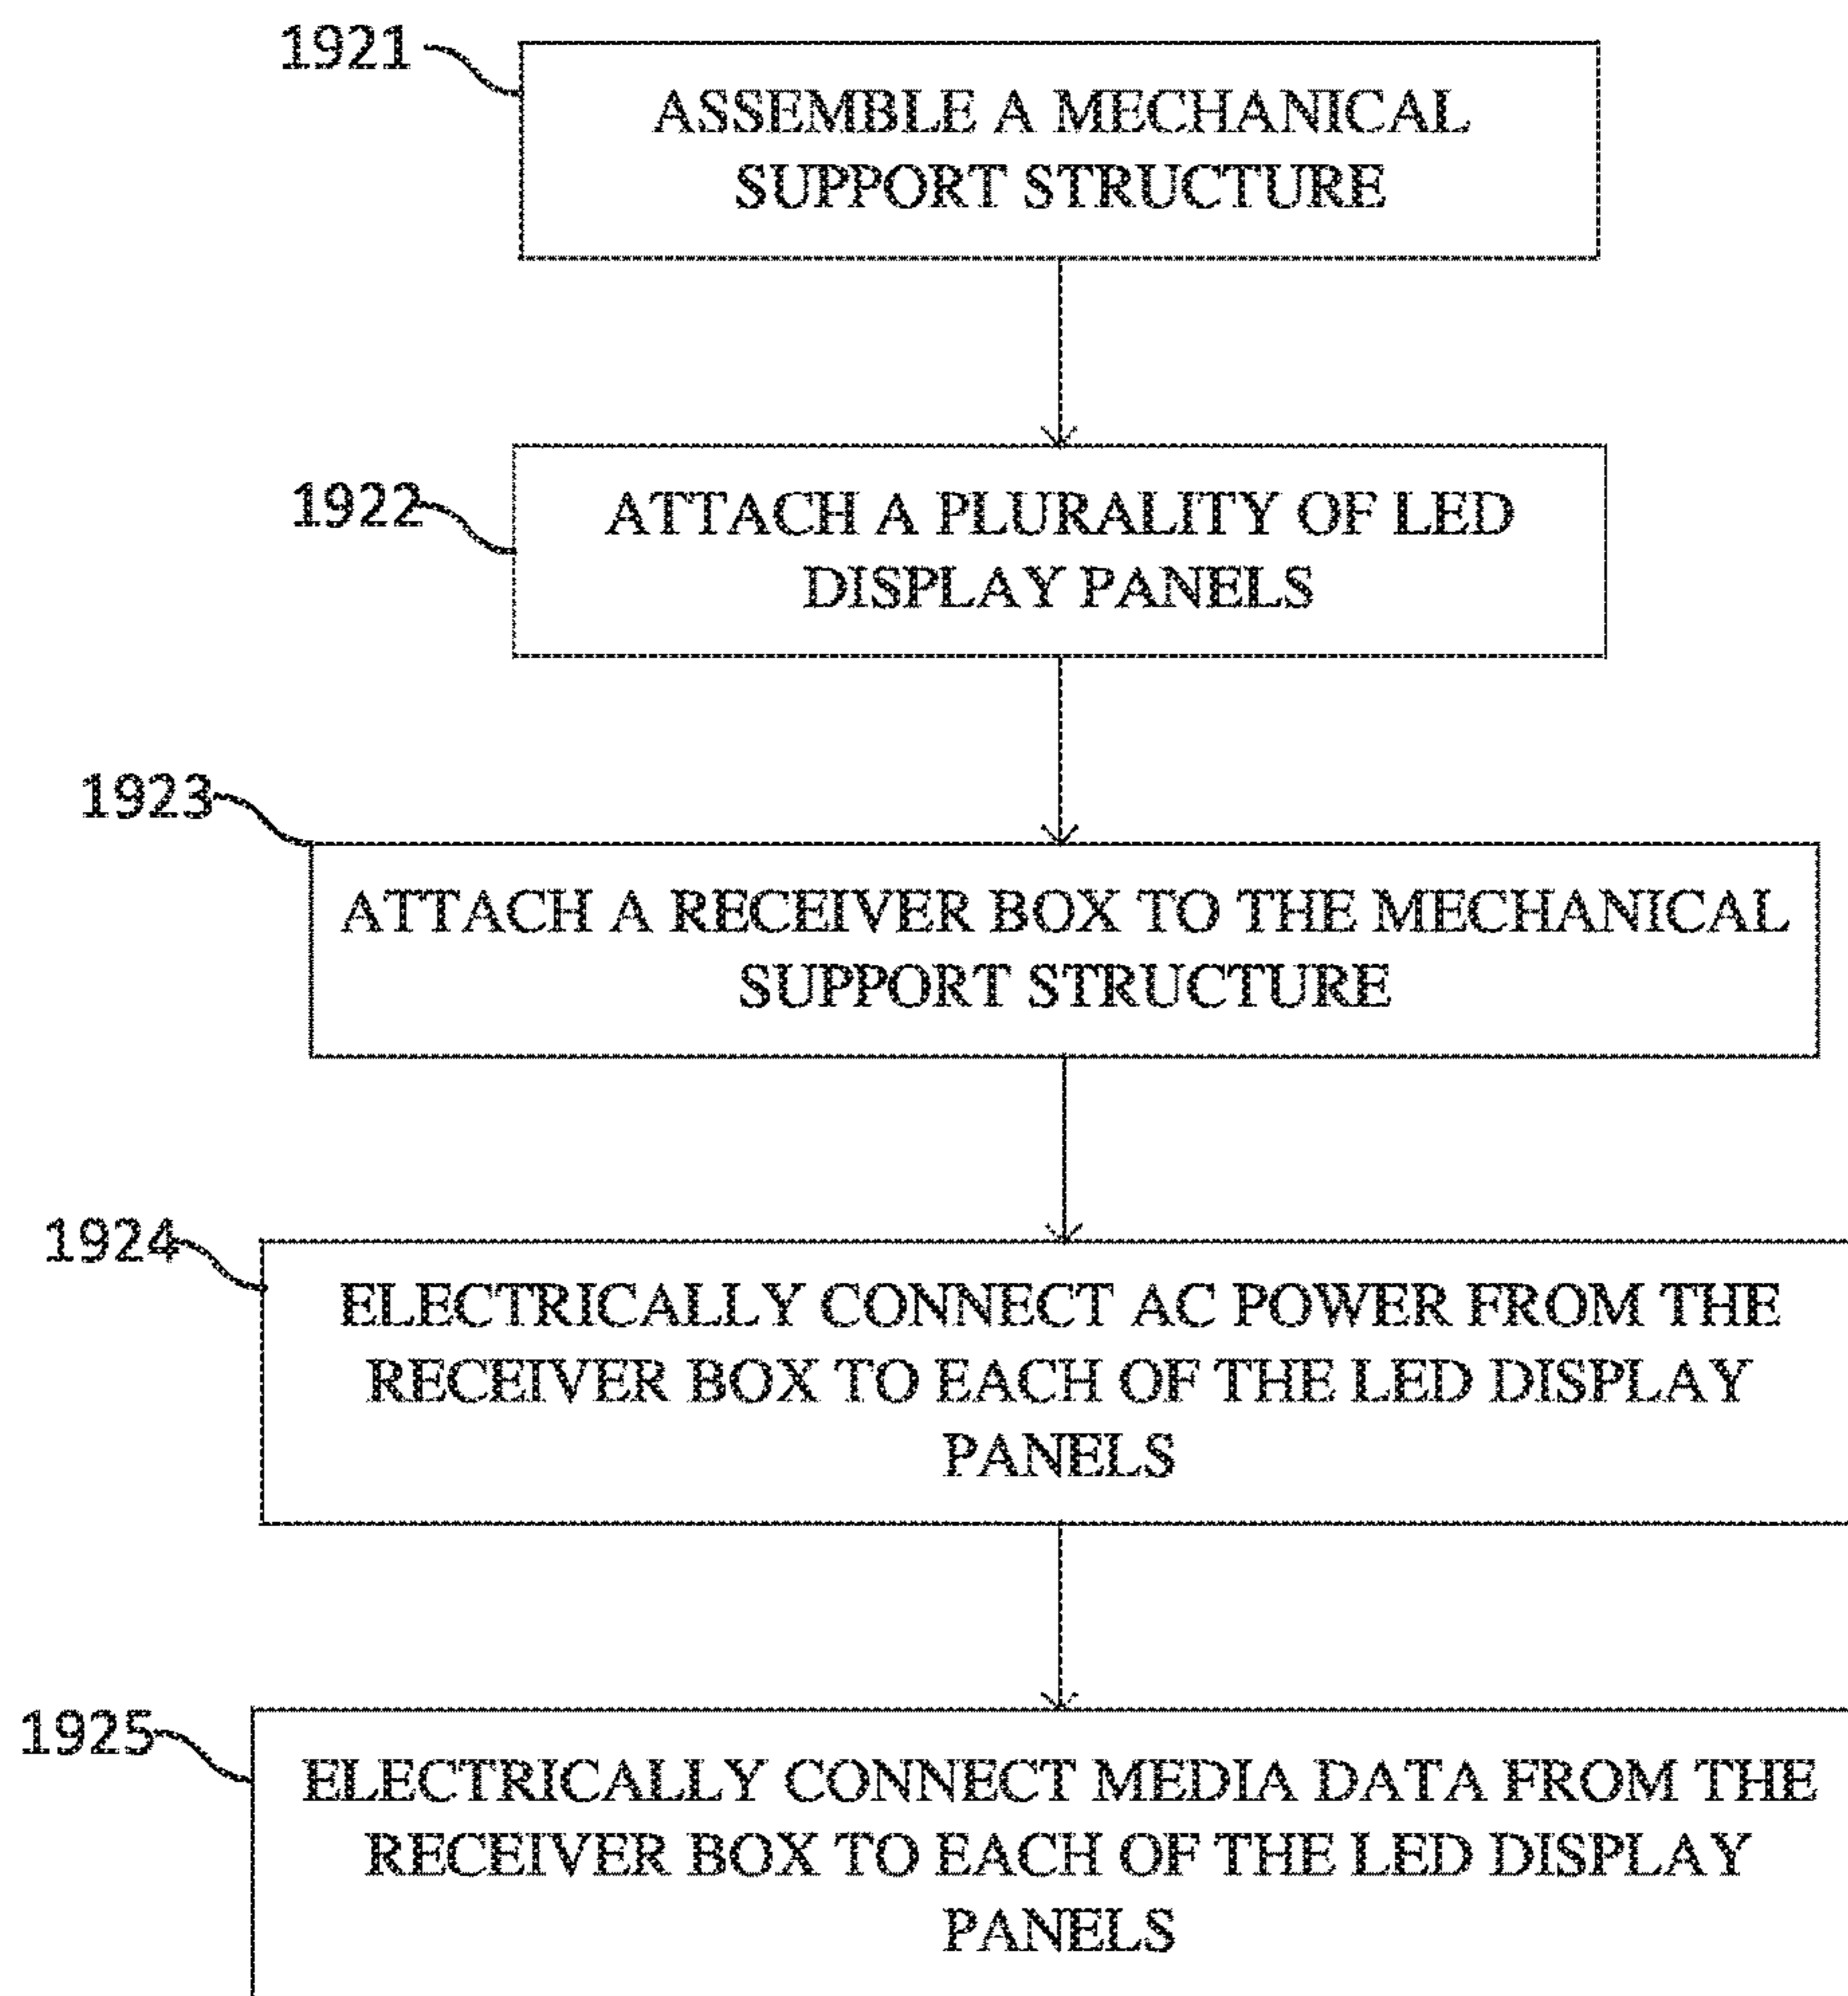 1921
ASSEMBLE A MECHANICAL
SUPPORT STRUCTURE
1922
ATTACH A PLURALITY OF LED
DISPLAY PANELS
1923
ATTACH A RECEIVER BOX TO THE MECHANICAL
SUPPORT STRUCTURE
1924
ELECTRICALLY CONNECT AC POWER FROM THE
RECEIVER BOX TO EACH OF THE LED DISPLAY
PANELS
1925
ELECTRICALLY CONNECT MEDIA DATA FROM THE
RECEIVER BOX TO EACH OF THE LED DISPLAY
PANELS